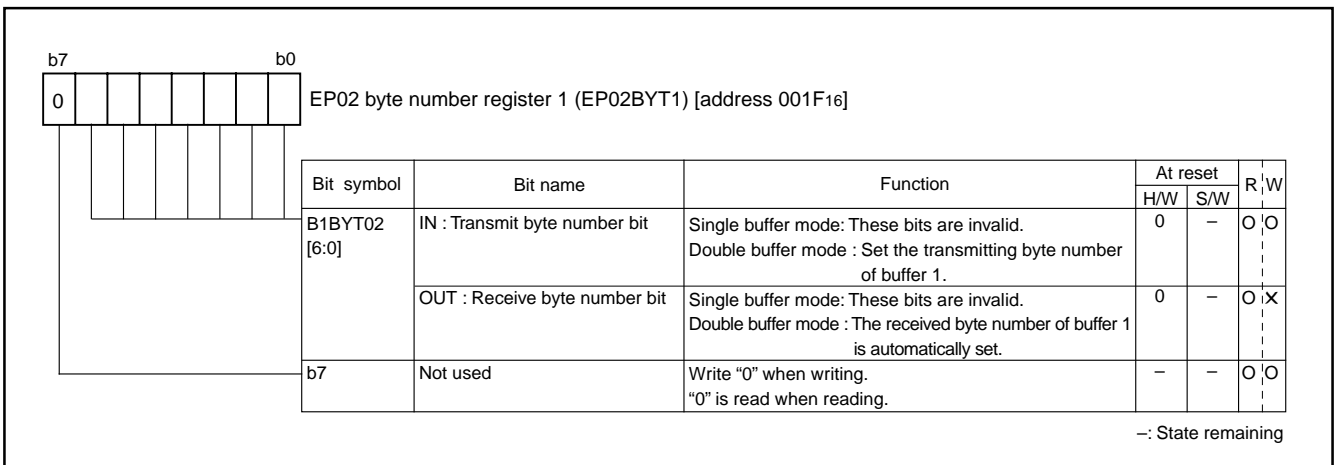 b7 b0
0 EP02 byte number register 1 (EP02BYT1) [address 001F16]
Bit symbol Bit name Function At reset R W
H/W S/W
B1BYT02 IN : Transmit byte number bit Single buffer mode: These bits are invalid. 0 – O O
[6:0] Double buffer mode : Set the transmitting byte number
of buffer 1.
OUT : Receive byte number bit Single buffer mode: These bits are invalid. 0 – O ×
Double buffer mode : The received byte number of buffer 1
is automatically set.
b7 Not used Write “0” when writing. – – O O
“0” is read when reading.
–: State remaining